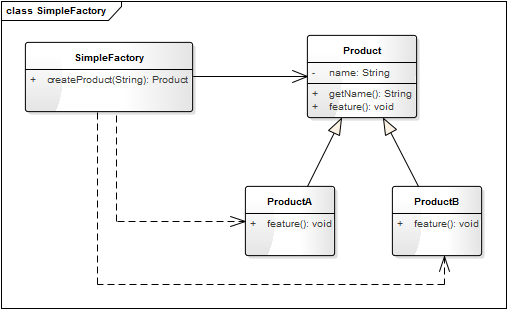 class SimpleFactory
SimpleFactory
+ createProduct(String): Product
Product
- name: String
+ getName(): String
+ feature(): void
ProductA
+ feature(): void
ProductB
+ feature(): void